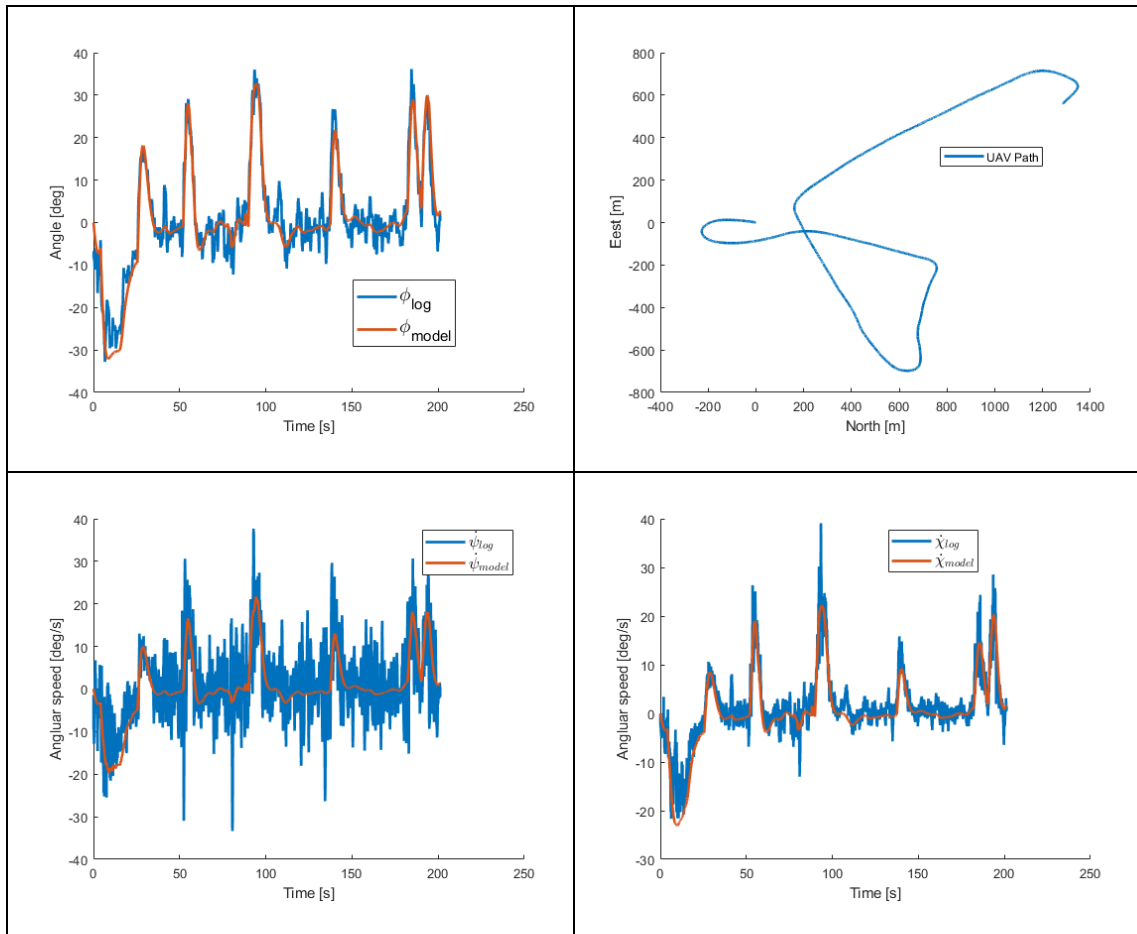 40
30
20
10
0
-10
-20
-30
-40
Angle [deg]
0 50 100 150 200 250
Time [s]
ϕlog
ϕmodel
800
600
400
200
0
-200
-400
-600
-800
Eest [m]
-400 -200 0 200 400 600 800 1000 1200 1400
North [m]
UAV Path
40
30
20
10
0
-10
-20
-30
-40
Angluar speed [deg/s]
0 50 100 150 200 250
Time [s]
ψ̇log
ψ̇model
40
30
20
10
0
-10
-20
-30
Angluar speed [deg/s]
0 50 100 150 200 250
Time [s]
χ̇log
χ̇model